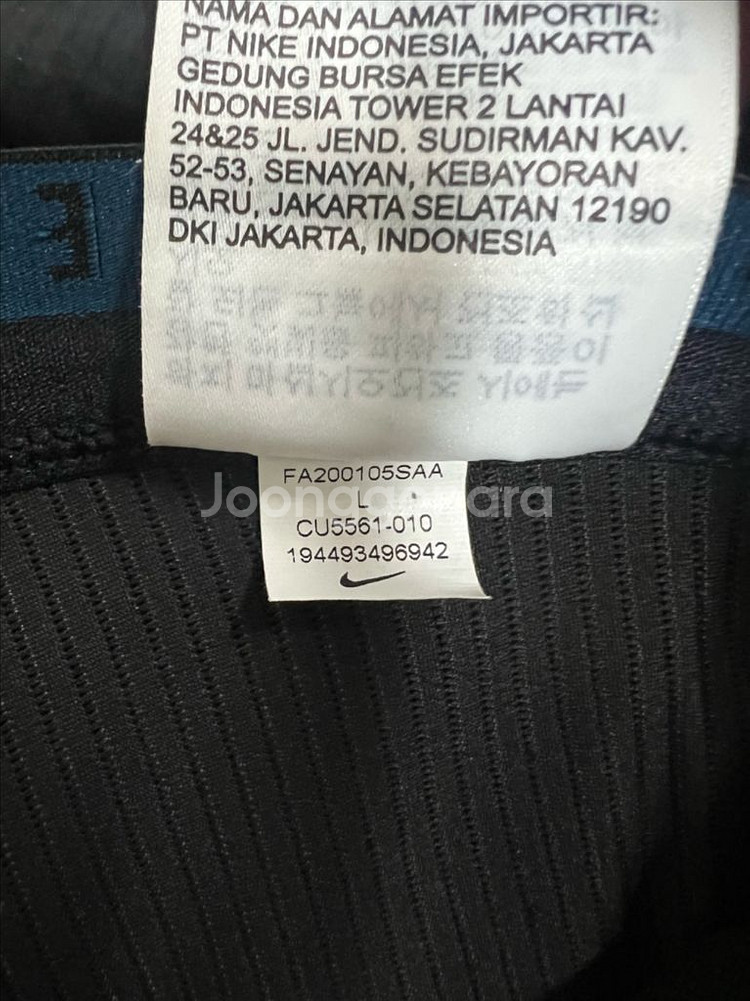 NAMA DAN ALAMAT IMPORTIR:
PT NIKE INDONESIA, JAKARTA
GEDUNG BURSA EFEK
INDONESIA TOWER 2 LANTAI
24&25 JL. JEND. SUDIRMAN KAV.
52-53, SENAYAN, KEBAYORAN
BARU, JAKARTA SELATAN 12190
DKI JAKARTA, INDONESIA
FA200105SAA
L
Joonggonara
CU5561-010
194493496942